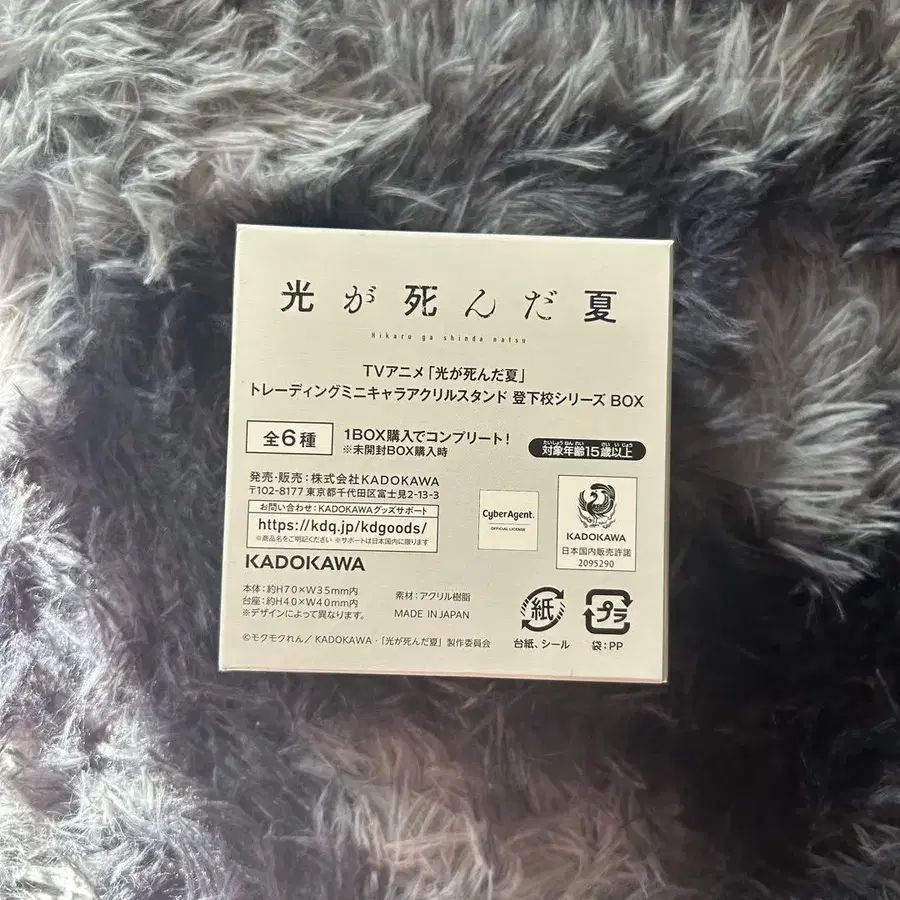 光が死んだ夏
Hikaru ga shinda natsu
TVアニメ「光が死んだ夏」
トレーディングミニキャラアクリルスタンド 登下校シリーズ BOX
全6種
1BOX購入でコンプリート!
※未開封BOX購入時
たいしょうねんれい さいいじょう
対象年齢15歳以上
発売・販売:株式会社KADOKAWA
〒102-8177 東京都千代田区富士見2-13-3
お問い合わせ:KADOKAWAグッズサポート
https://kdq.jp/kdgoods/
※商品名をご明記ください ※サポートは日本国内に限ります
KADOKAWA
CyberAgent.
OFFICIAL LICENSE
KADOKAWA
日本国内販売許諾
2095290
本体:約H70×W35mm内
台座:約H40×W40mm内
※デザインによって異なります。
素材:アクリル樹脂
MADE IN JAPAN
紙
台紙、シール
プラ
袋:PP
©モクモクれん/KADOKAWA・「光が死んだ夏」製作委員会